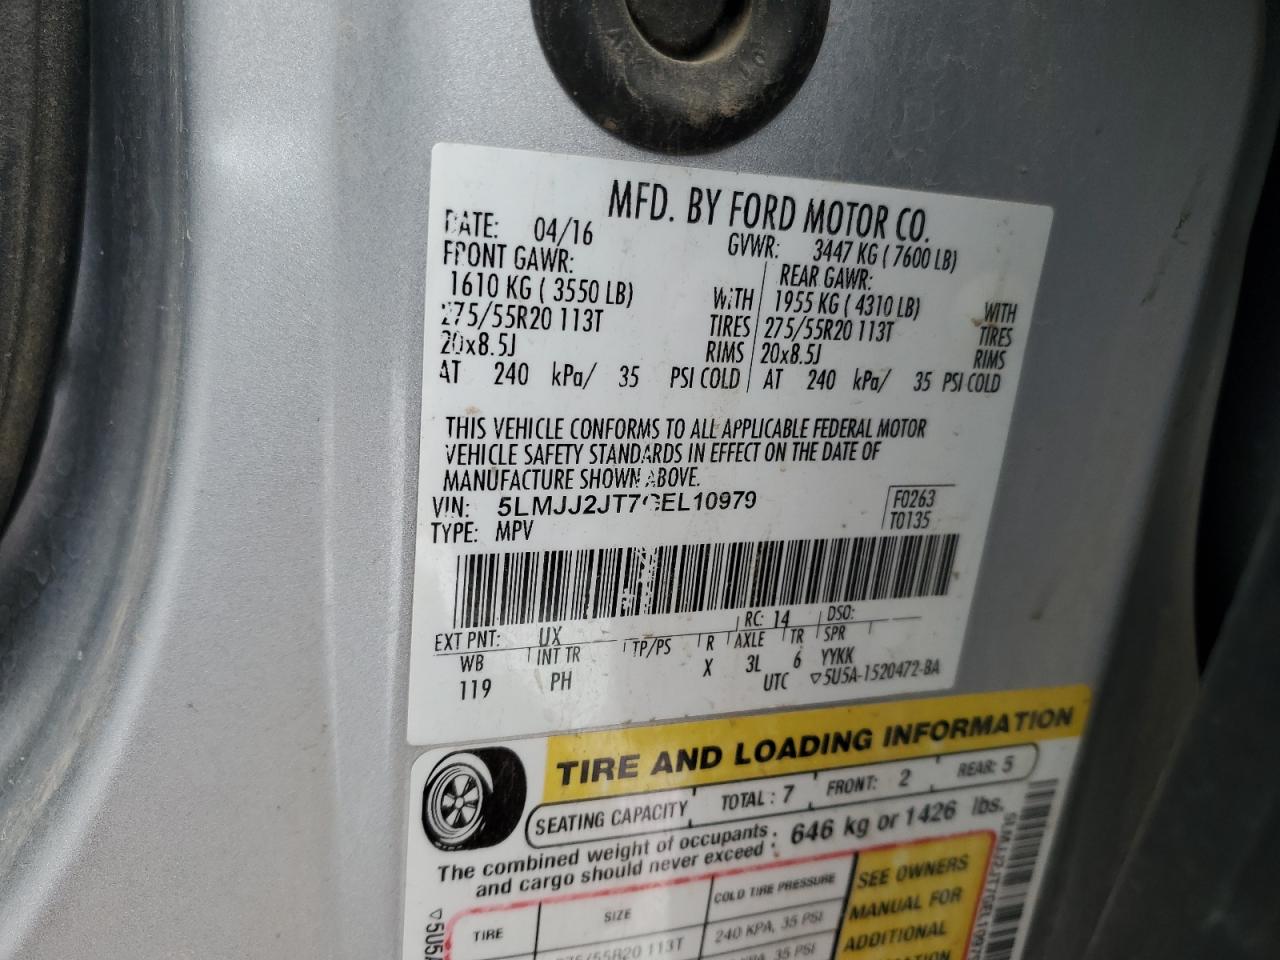 MFD. BY FORD MOTOR CO.
DATE: 04/16 GVWR: 3447 KG ( 7600 LB)
FRONT GAWR: REAR GAWR:
1610 KG ( 3550 LB) WITH 1955 KG ( 4310 LB) WITH
275/55R20 113T TIRES 275/55R20 113T TIRES
20x8.5J RIMS 20x8.5J RIMS
AT 240 kPa/ 35 PSI COLD AT 240 kPa/ 35 PSI COLD
THIS VEHICLE CONFORMS TO ALL APPLICABLE FEDERAL MOTOR
VEHICLE SAFETY STANDARDS IN EFFECT ON THE DATE OF
MANUFACTURE SHOWN ABOVE.
VIN: 5LMJJ2JT7GEL10979 F0263
TYPE: MPV T0135
EXT PNT: UX RC: 14 DSO:
WB INT TR TP/PS R AXLE TR SPR
119 PH X 3L 6 YYKK
UTC ▽5U5A-1520472-BA
TIRE AND LOADING INFORMATION
SEATING CAPACITY TOTAL : 7 FRONT: 2 REAR: 5
The combined weight of occupants : 646 kg or 1426 lbs.
and cargo should never exceed
TIRE SIZE COLD TIRE PRESSURE SEE OWNERS
275/55R20 113T 240 KPA, 35 PSI MANUAL FOR
35 PSI ADDITIONAL
▽5U5A
5LMJJ2JT7GEL10979